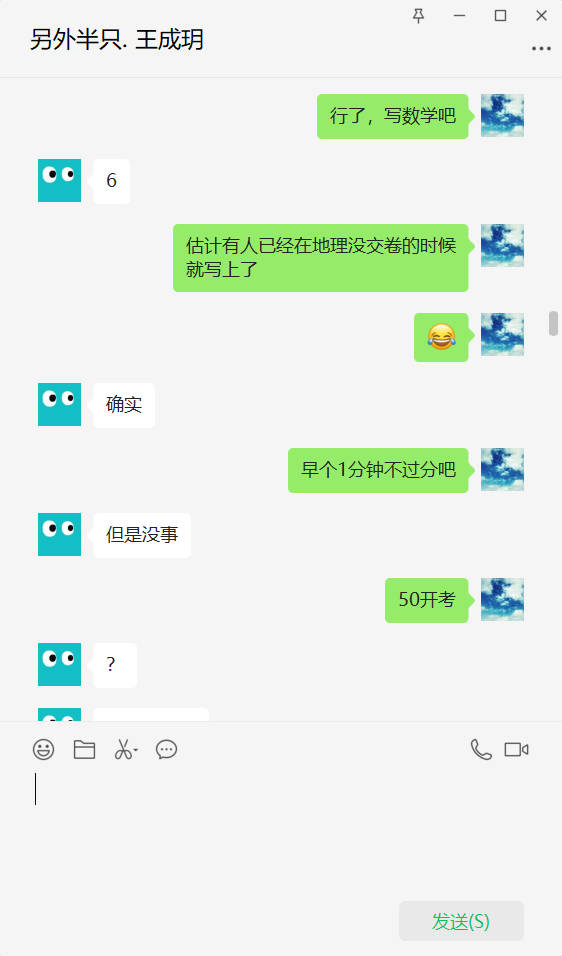 另外半只. 王成玥
行了，写数学吧
6
估计有人已经在地理没交卷的时候
就写上了
确实
早个1分钟不过分吧
但是没事
50开考
？
发送(S)